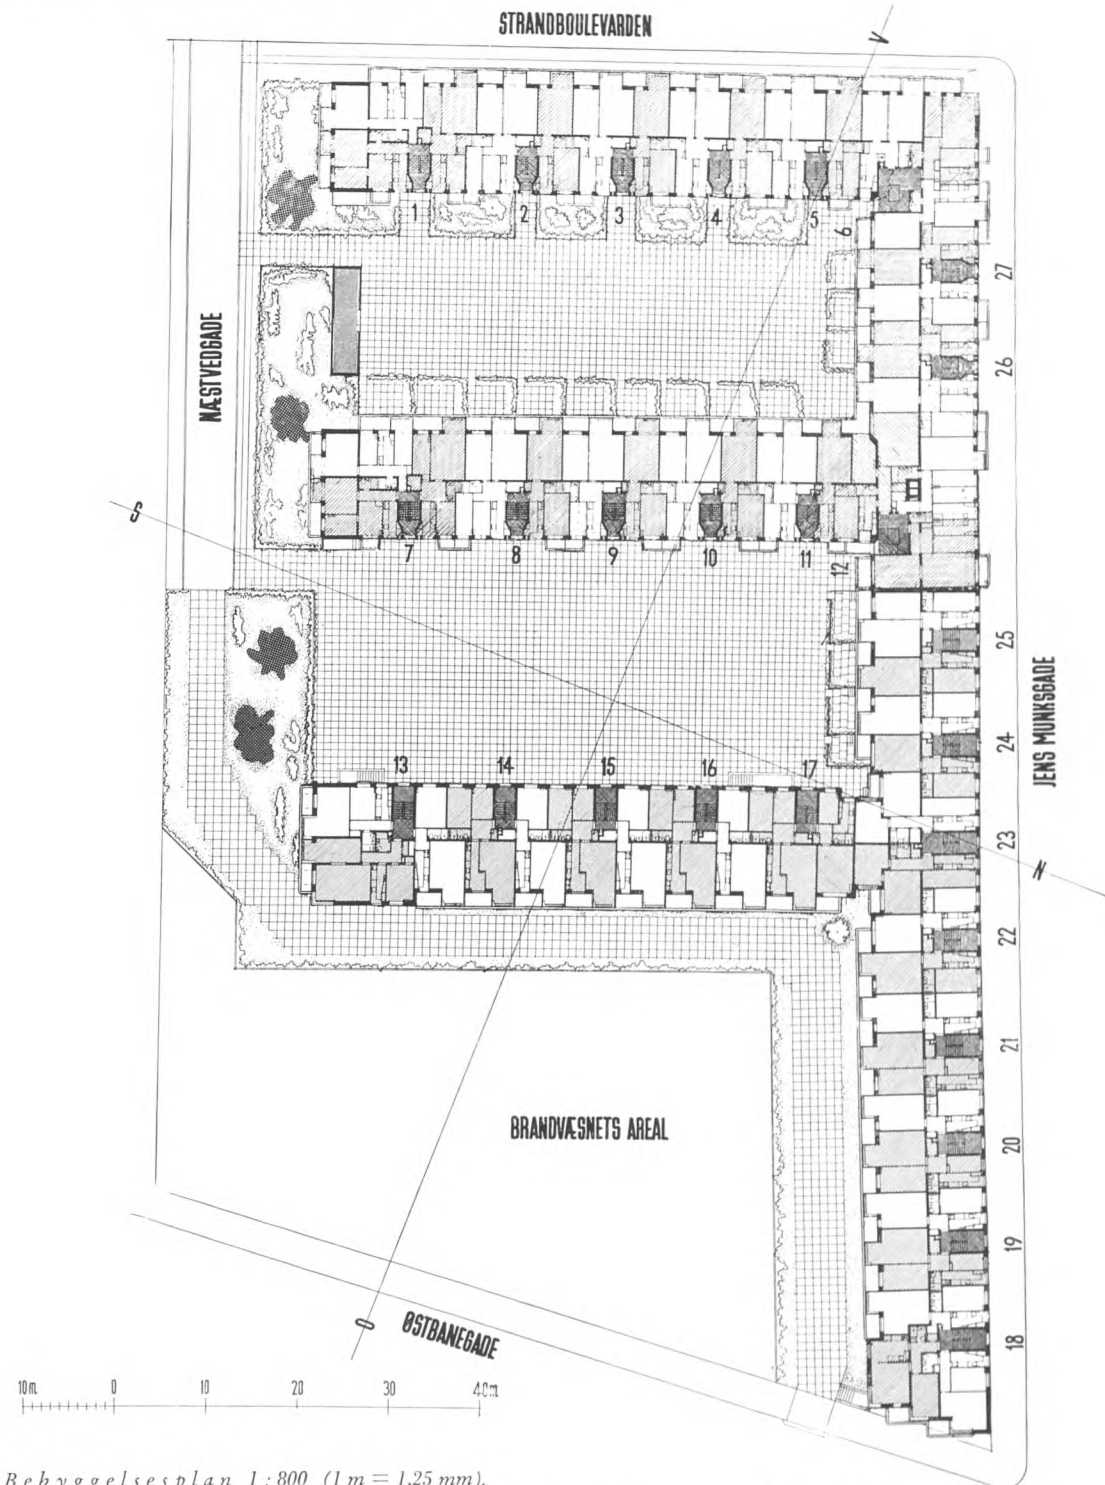 STRANDBOULEVARDEN
V
1 2 3 4 5 6
27
NÆSTVEDGADE
26
S
7 8 9 10 11 12
25
JENS MUNKSGADE
24
13 14 15 16 17
23
N
22
21
BRANDVÆSNETS AREAL
20
19
O
ØSTBANEGADE
18
10m. 0 10 20 30 40m
Bebyggelsesplan 1:800 (1 m = 1,25 mm).